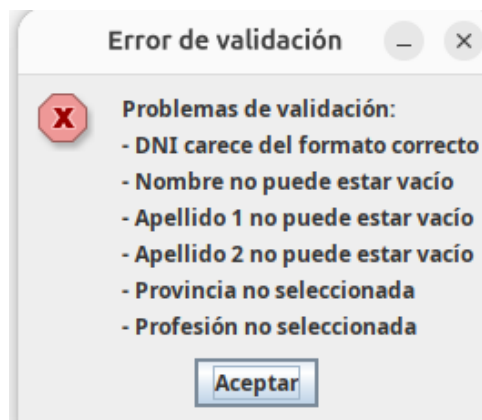 Error de validación
Problemas de validación:
- DNI carece del formato correcto
- Nombre no puede estar vacío
- Apellido 1 no puede estar vacío
- Apellido 2 no puede estar vacío
- Provincia no seleccionada
- Profesión no seleccionada
Aceptar